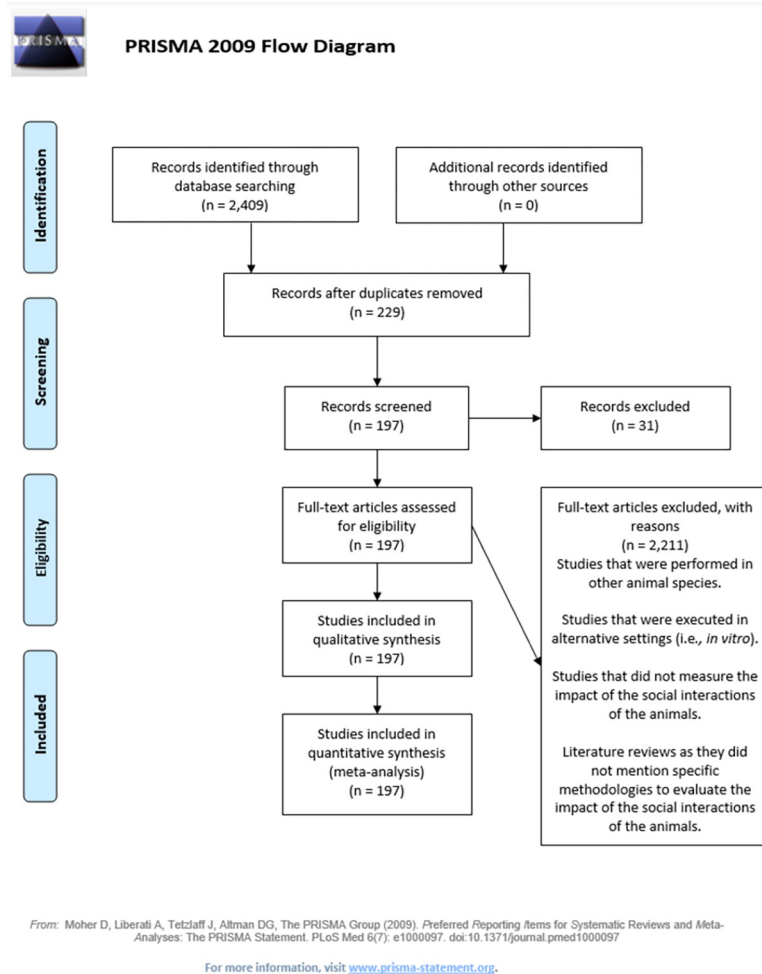 PRISMA
PRISMA 2009 Flow Diagram
Identification
Records identified through
database searching
(n = 2,409)
Additional records identified
through other sources
(n = 0)
Records after duplicates removed
(n = 229)
Screening
Records screened
(n = 197)
Records excluded
(n = 31)
Eligibility
Full-text articles assessed
for eligibility
(n = 197)
Full-text articles excluded, with
reasons
(n = 2,211)
Studies that were performed in
other animal species.
Studies that were executed in
alternative settings (i.e., in vitro).
Studies that did not measure the
impact of the social interactions
of the animals.
Literature reviews as they did
not mention specific
methodologies to evaluate the
impact of the social interactions
of the animals.
Studies included in
qualitative synthesis
(n = 197)
Included
Studies included in
quantitative synthesis
(meta-analysis)
(n = 197)
From: Moher D, Liberati A, Tetzlaff J, Altman DG, The PRISMA Group (2009). Preferred Reporting Items for Systematic Reviews and Meta-
Analyses: The PRISMA Statement. PLoS Med 6(7): e1000097. doi:10.1371/journal.pmed1000097
For more information, visit www.prisma-statement.org.